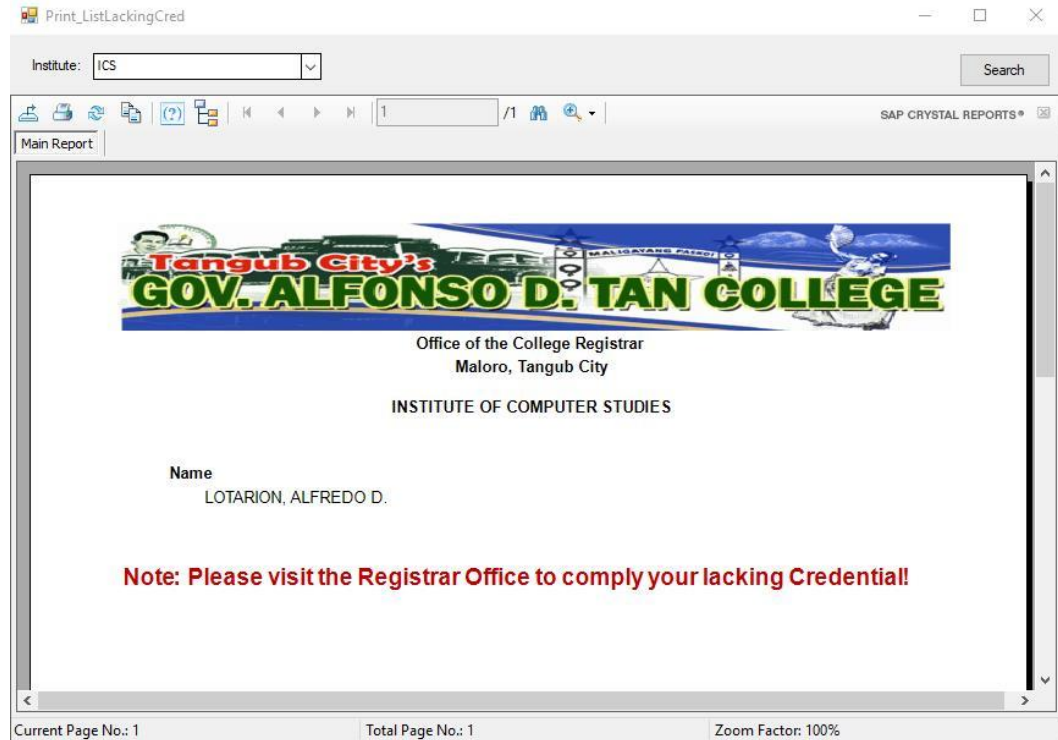 Print_ListLackingCred
Institute: ICS
Search
1 /1
SAP CRYSTAL REPORTS®
Main Report
MALIGAYANG PASKO!
Tangub City's
GOV. ALFONSO D. TAN COLLEGE
Office of the College Registrar
Maloro, Tangub City
INSTITUTE OF COMPUTER STUDIES
Name
LOTARION, ALFREDO D.
Note: Please visit the Registrar Office to comply your lacking Credential!
Current Page No.: 1 Total Page No.: 1 Zoom Factor: 100%